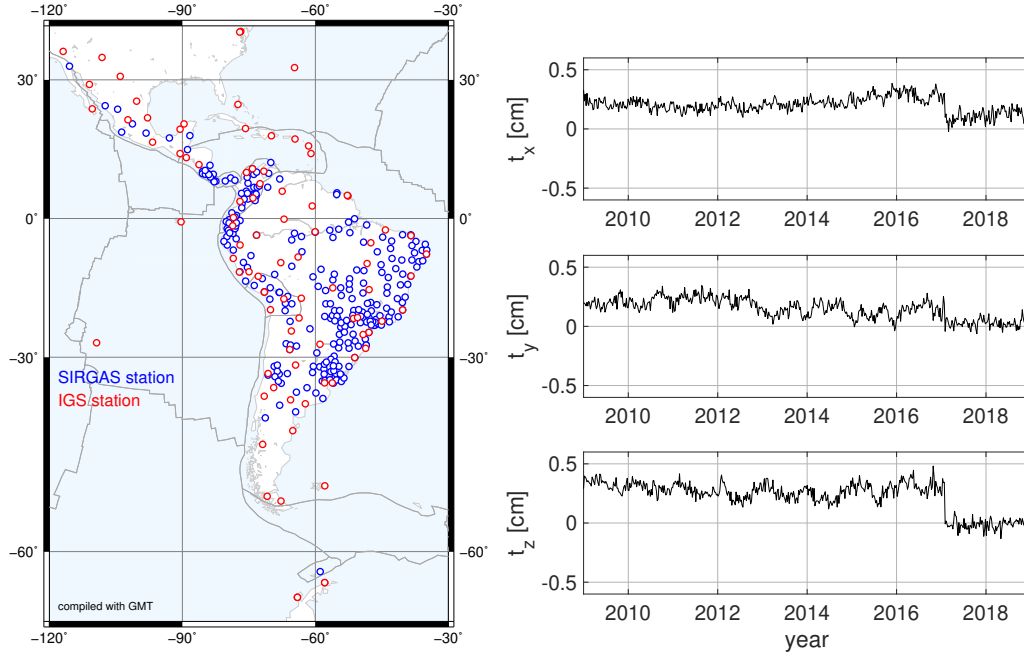 −120˚ −90˚ −60˚ −30˚
30˚ 30˚
0˚ 0˚
−30˚ −30˚
SIRGAS station
IGS station
−60˚ −60˚
compiled with GMT
−120˚ −90˚ −60˚ −30˚
0.5
0
-0.5
t_x [cm]
2010 2012 2014 2016 2018
0.5
0
-0.5
t_y [cm]
2010 2012 2014 2016 2018
0.5
0
-0.5
t_z [cm]
2010 2012 2014 2016 2018
year